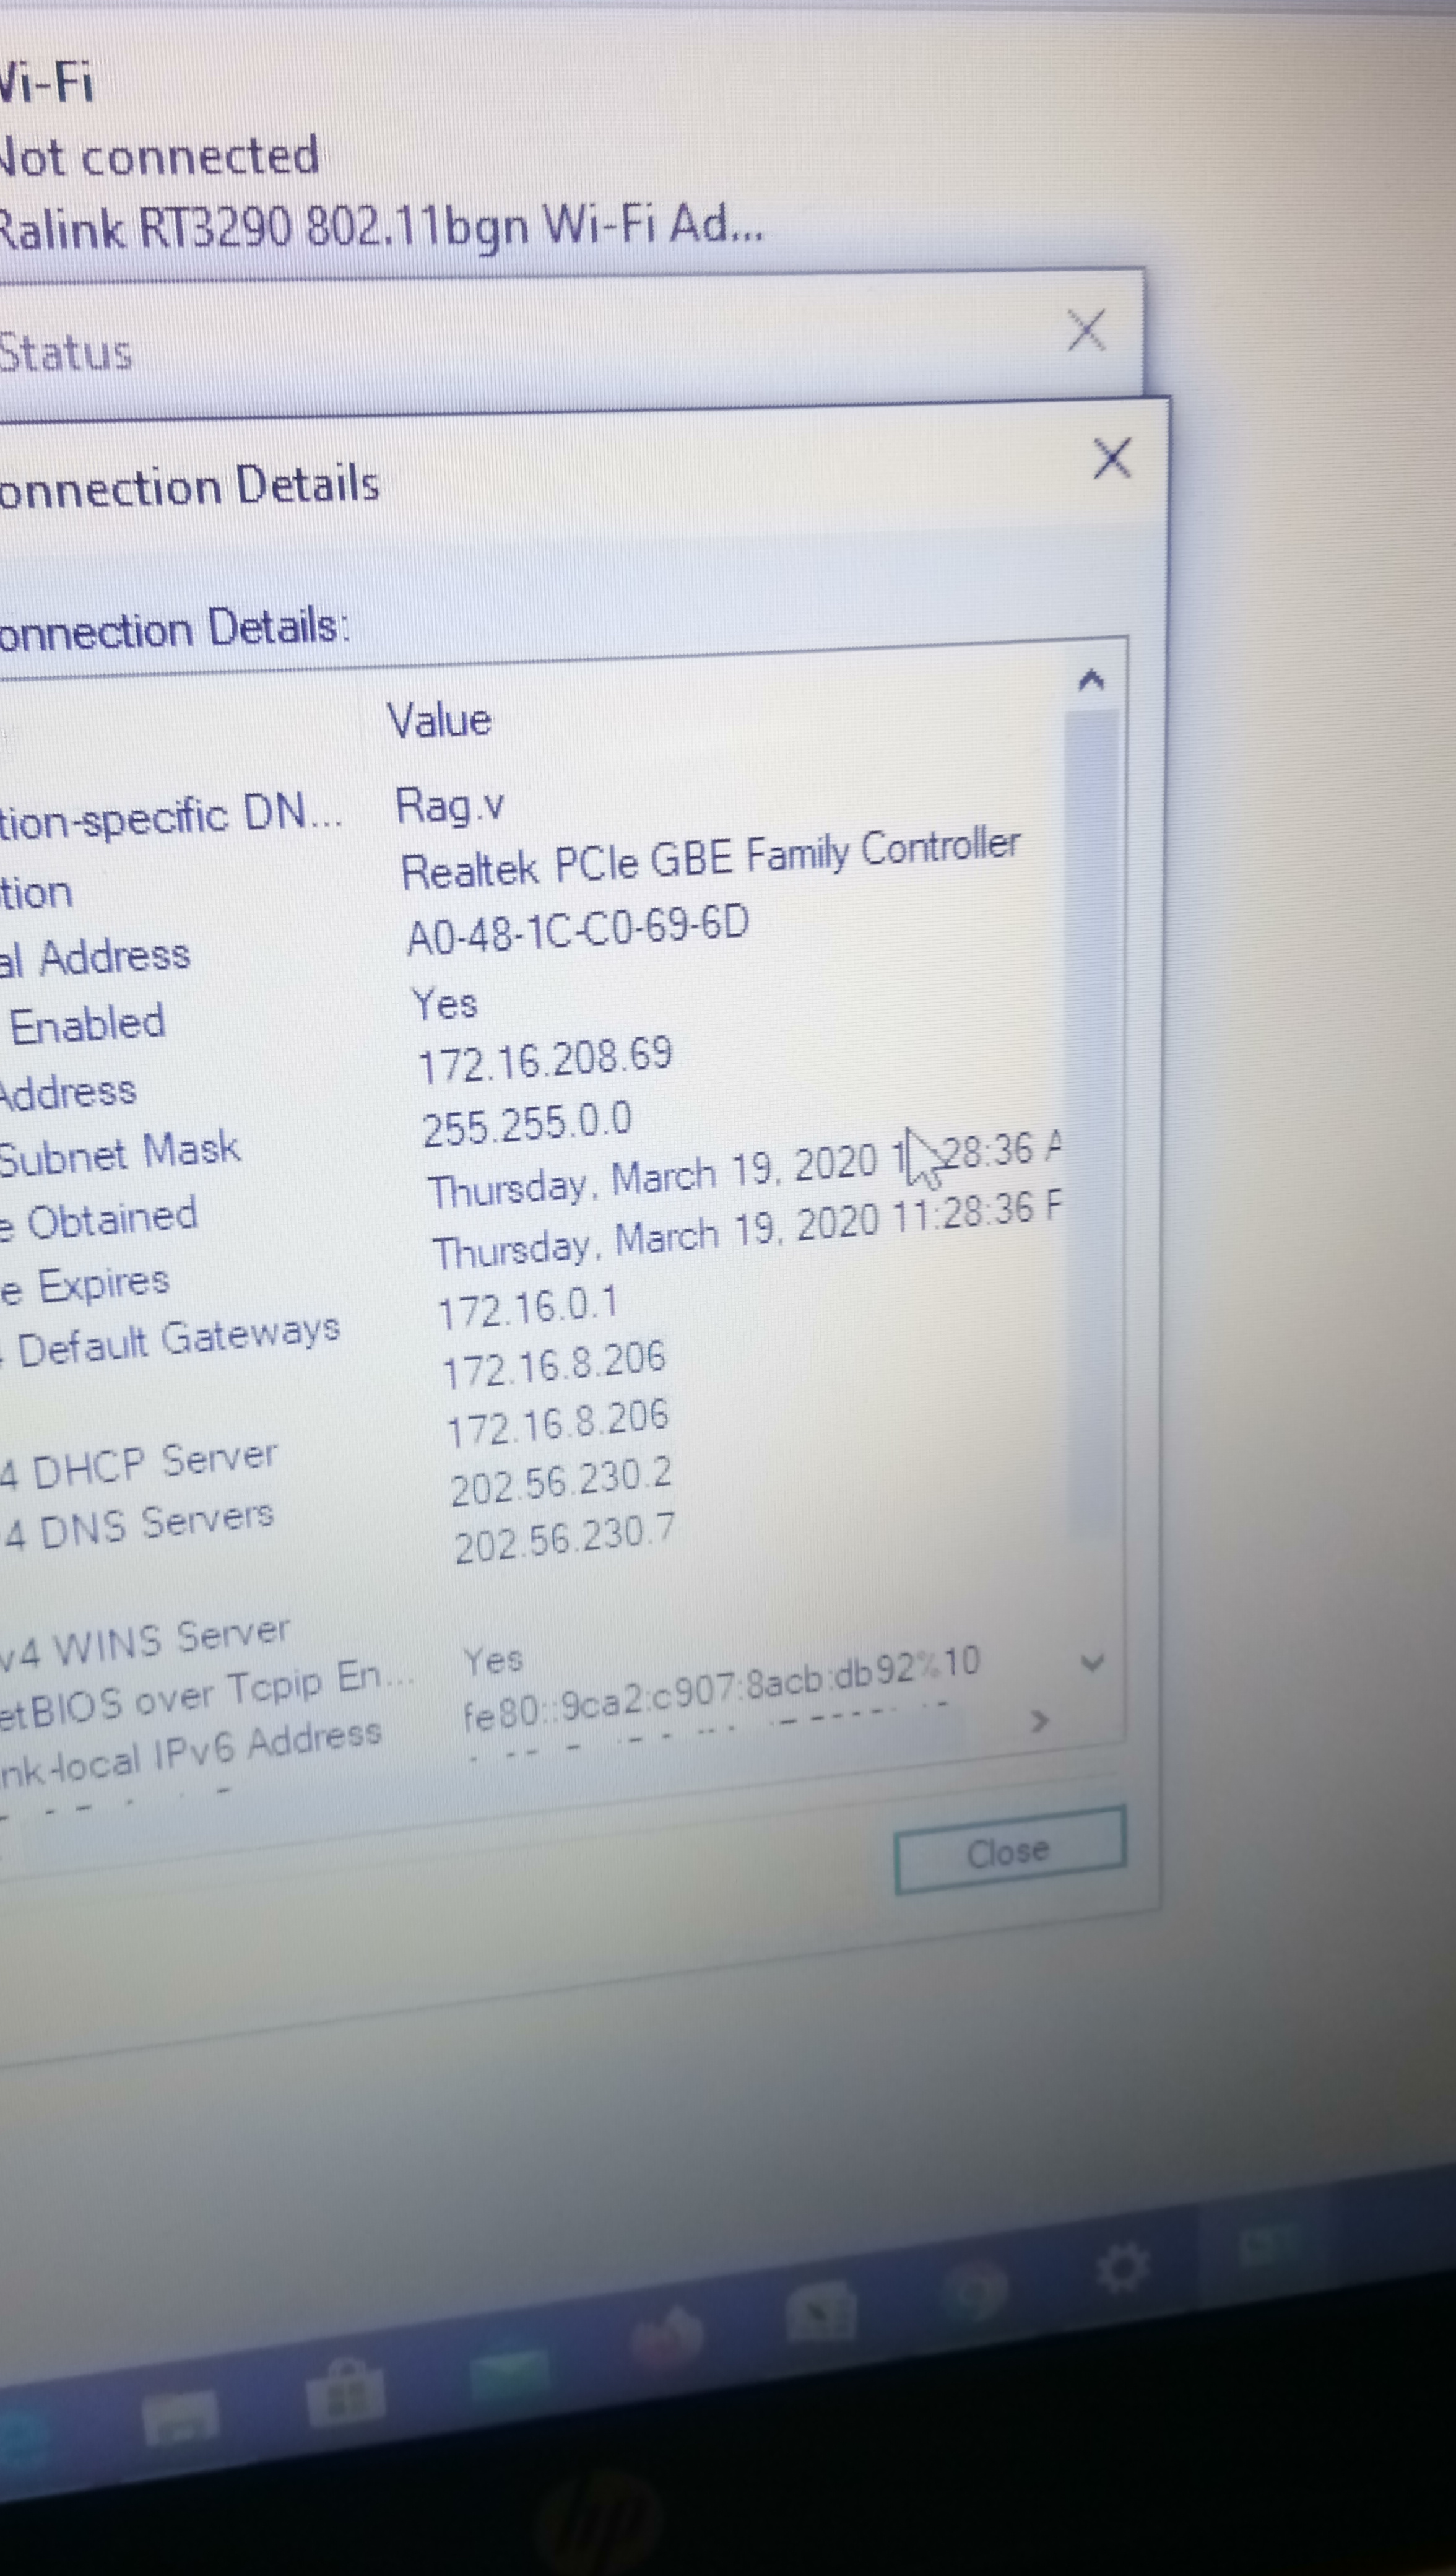 Wi-Fi
Not connected
Ralink RT3290 802.11bgn Wi-Fi Ad...
Status
onnection Details
onnection Details:
Value
tion-specific DN... Rag.v
tion Realtek PCIe GBE Family Controller
al Address A0-48-1C-C0-69-6D
Enabled Yes
Address 172.16.208.69
Subnet Mask 255.255.0.0
e Obtained Thursday, March 19, 2020 1 28:36 A
e Expires Thursday, March 19, 2020 11:28:36 P
4 Default Gateways 172.16.0.1
172.16.8.206
4 DHCP Server 172.16.8.206
4 DNS Servers 202.56.230.2
202.56.230.7
v4 WINS Server
etBIOS over Tcpip En... Yes
nk-local IPv6 Address fe80::9ca2:c907:8acb:db92%10
Close
hp